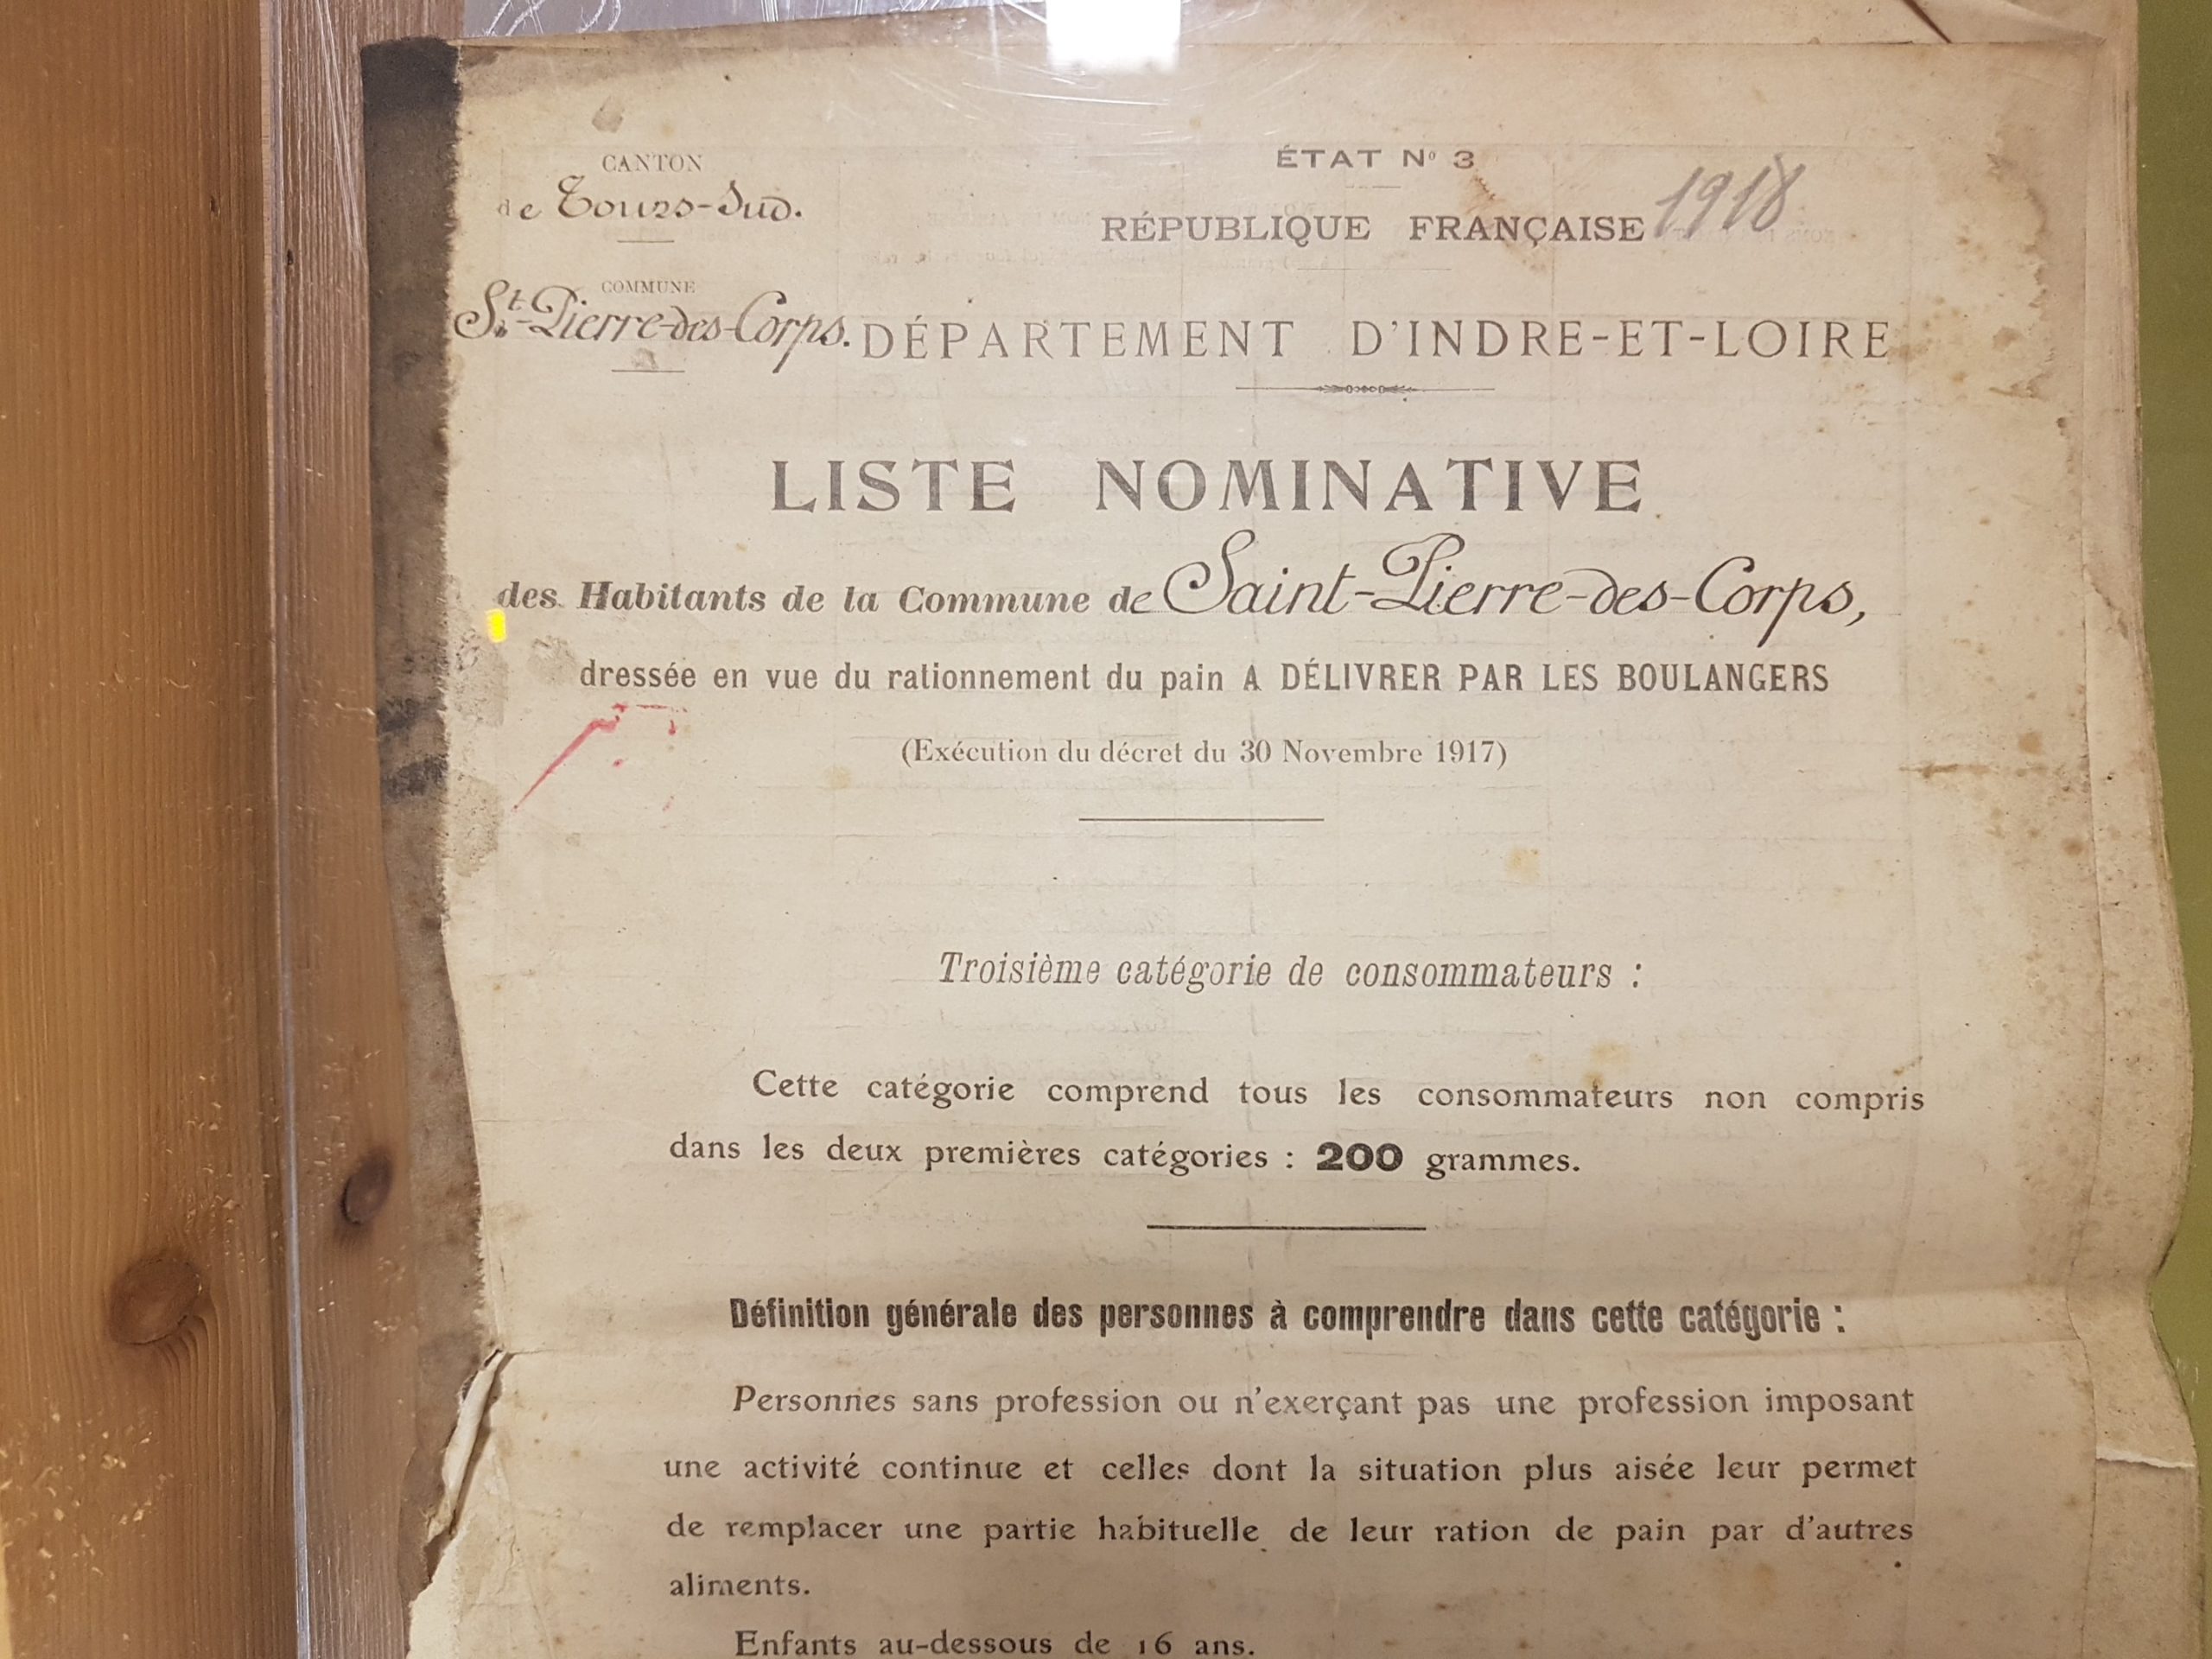 CANTON
de Tours-Sud.
COMMUNE
St-Pierre-des-Corps.
ÉTAT No 3
RÉPUBLIQUE FRANÇAISE 1918
DÉPARTEMENT D'INDRE-ET-LOIRE
LISTE NOMINATIVE
des Habitants de la Commune de Saint-Pierre-des-Corps,
dressée en vue du rationnement du pain A DÉLIVRER PAR LES BOULANGERS
(Exécution du décret du 30 Novembre 1917)
Troisième catégorie de consommateurs :
Cette catégorie comprend tous les consommateurs non compris
dans les deux premières catégories : 200 grammes.
Définition générale des personnes à comprendre dans cette catégorie :
Personnes sans profession ou n'exerçant pas une profession imposant
une activité continue et celles dont la situation plus aisée leur permet
de remplacer une partie habituelle de leur ration de pain par d'autres
aliments.
Enfants au-dessous de 16 ans.